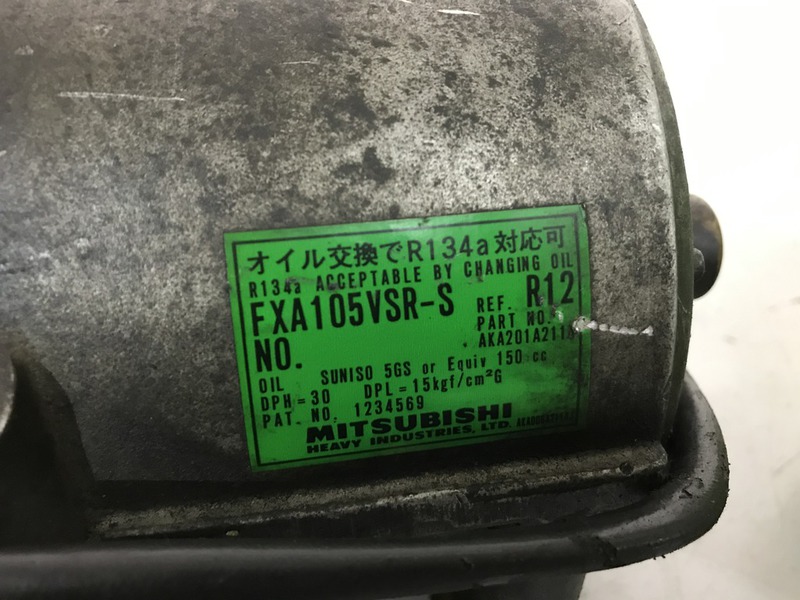 オイル交換でR134a対応可
R134a ACCEPTABLE BY CHANGING OIL
FXA105VSR-S REF. R12
NO. PART NO.
AKA201A211A
OIL SUNISO 5GS or Equiv 150 cc
DPH=30 DPL=15kgf/cm²G
PAT. NO. 1234569
MITSUBISHI
HEAVY INDUSTRIES, LTD.